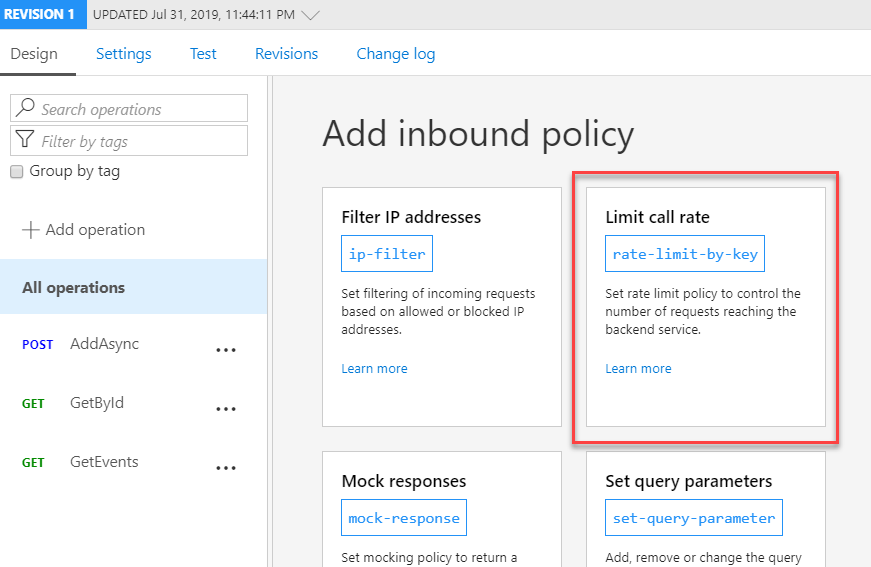 REVISION 1 UPDATED Jul 31, 2019, 11:44:11 PM
Design Settings Test Revisions Change log
Search operations
Filter by tags
Group by tag
Add operation
All operations
POST AddAsync ...
GET GetById ...
GET GetEvents ...
Add inbound policy
Filter IP addresses
ip-filter
Set filtering of incoming requests
based on allowed or blocked IP
addresses.
Learn more
Limit call rate
rate-limit-by-key
Set rate limit policy to control the
number of requests reaching the
backend service.
Learn more
Mock responses
mock-response
Set mocking policy to return a
Set query parameters
set-query-parameter
Add, remove or change the query